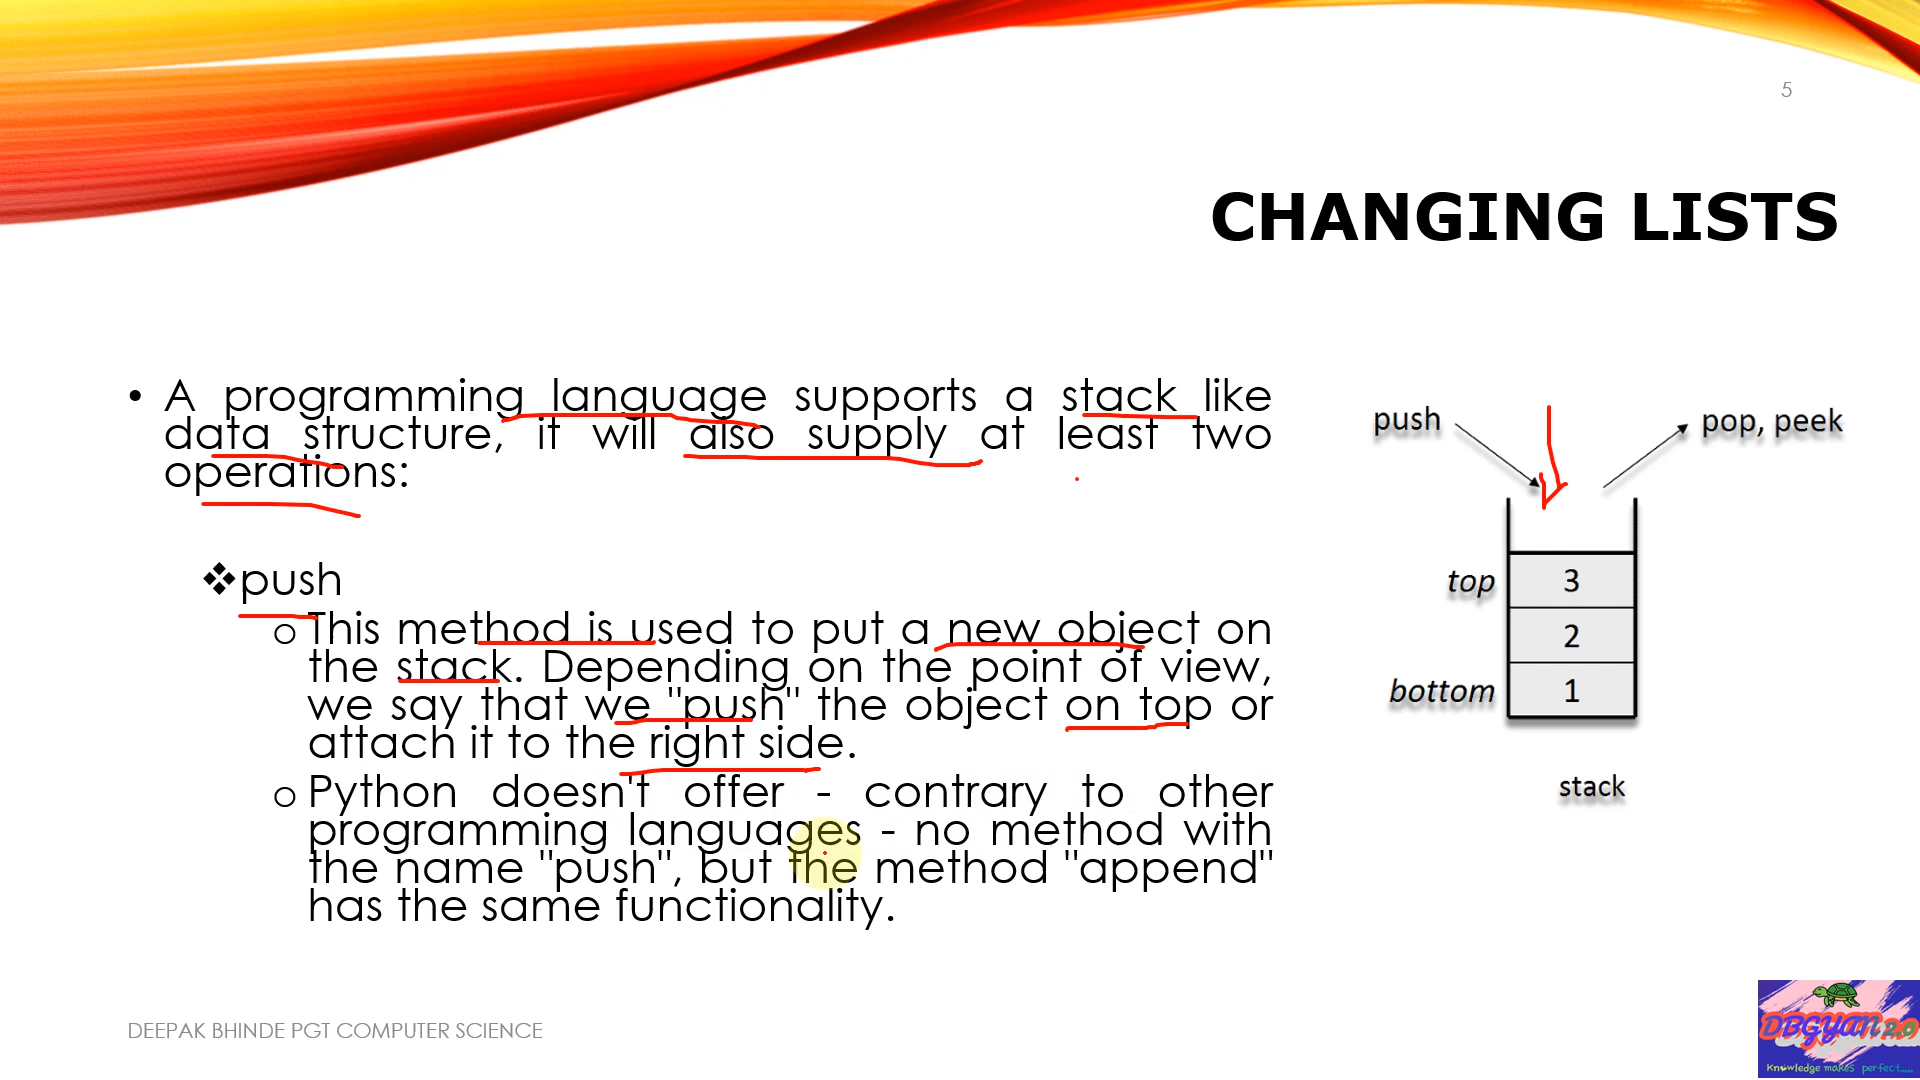 5
CHANGING LISTS
• A programming language supports a stack like
data structure, it will also supply at least two
operations:
❖push
o This method is used to put a new object on
the stack. Depending on the point of view,
we say that we "push" the object on top or
attach it to the right side.
o Python doesn't offer - contrary to other
programming languages - no method with
the name "push", but the method "append"
has the same functionality.
push
pop, peek
top 3
2
bottom 1
stack
DEEPAK BHINDE PGT COMPUTER SCIENCE
DBGYAN 2.0
Knowledge makes perfect....